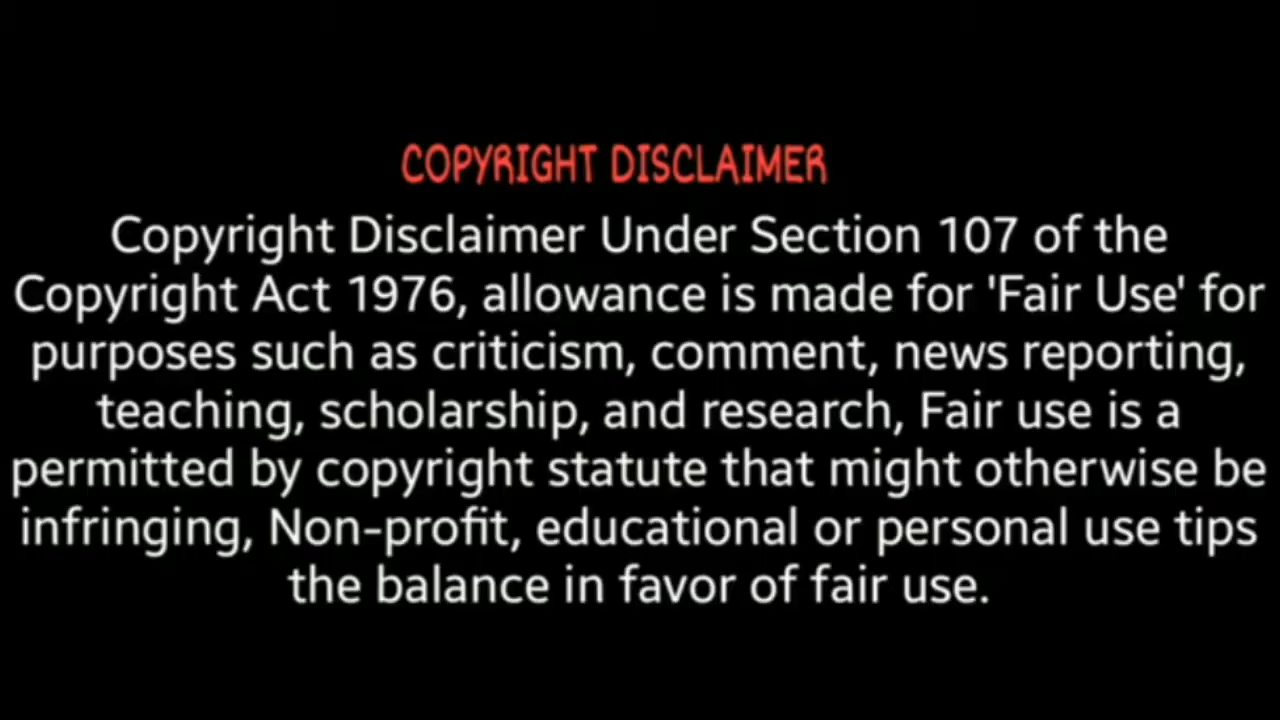 COPYRIGHT DISCLAIMER
Copyright Disclaimer Under Section 107 of the
Copyright Act 1976, allowance is made for 'Fair Use' for
purposes such as criticism, comment, news reporting,
teaching, scholarship, and research, Fair use is a
permitted by copyright statute that might otherwise be
infringing, Non-profit, educational or personal use tips
the balance in favor of fair use.